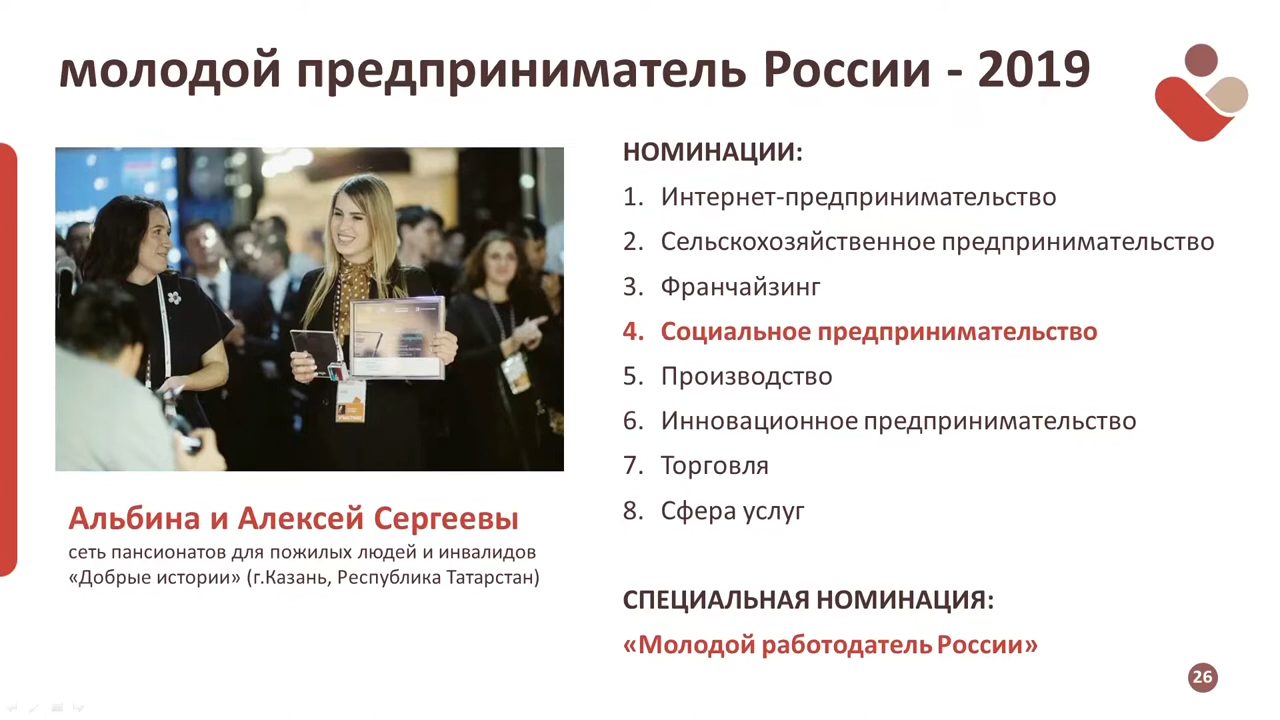 молодой предприниматель России - 2019
НОМИНАЦИИ:
1. Интернет-предпринимательство
2. Сельскохозяйственное предпринимательство
3. Франчайзинг
4. Социальное предпринимательство
5. Производство
6. Инновационное предпринимательство
7. Торговля
8. Сфера услуг
Альбина и Алексей Сергеевы
сеть пансионатов для пожилых людей и инвалидов
«Добрые истории» (г.Казань, Республика Татарстан)
СПЕЦИАЛЬНАЯ НОМИНАЦИЯ:
«Молодой работодатель России»
26